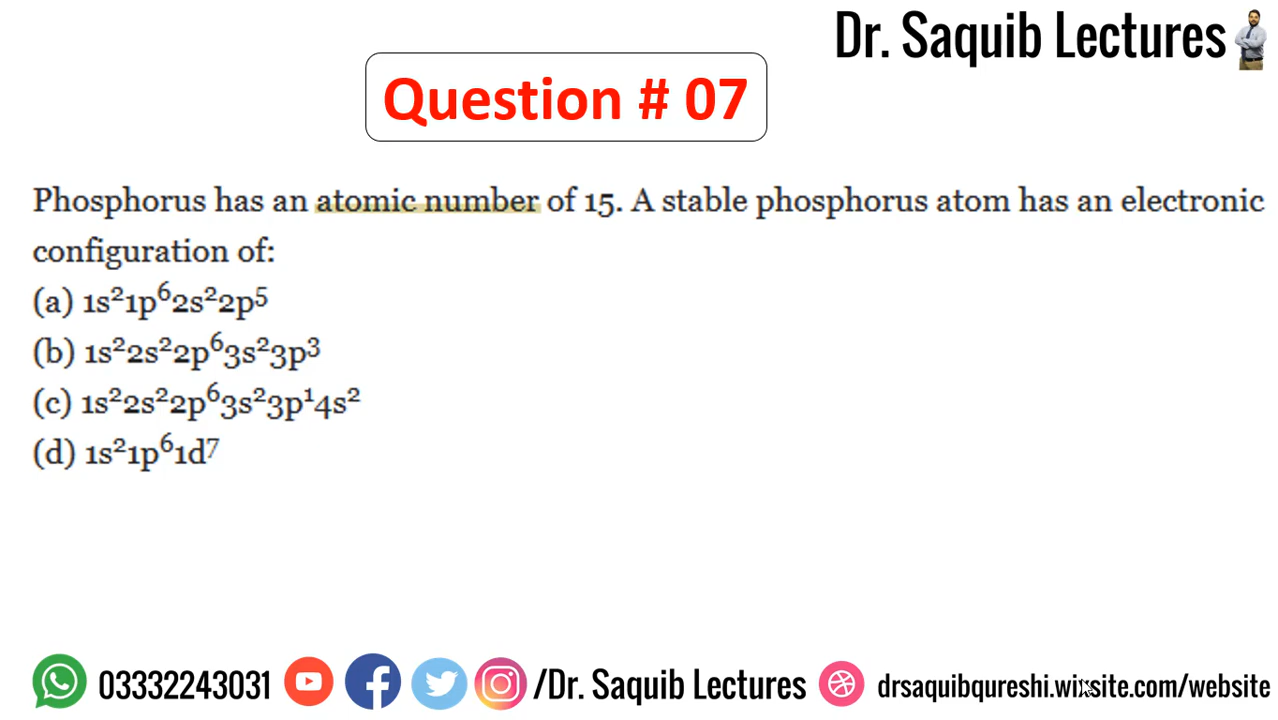 Dr. Saquib Lectures
Question # 07
Phosphorus has an atomic number of 15. A stable phosphorus atom has an electronic
configuration of:
(a) 1s²1p⁶2s²2p⁵
(b) 1s²2s²2p⁶3s²3p³
(c) 1s²2s²2p⁶3s²3p¹4s²
(d) 1s²1p⁶1d⁷
03332243031 /Dr. Saquib Lectures drsaquibqureshi.wixsite.com/website